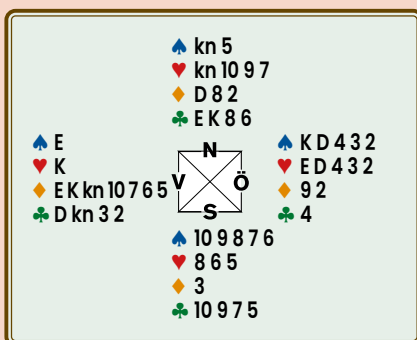 ♠ kn 5
♥ kn 10 9 7
♦ D 8 2
♣ E K 8 6
♠ E
♥ K
♦ E K kn 10 7 6 5
♣ D kn 3 2
N
V Ö
S
♠ K D 4 3 2
♥ E D 4 3 2
♦ 9 2
♣ 4
♠ 10 9 8 7 6
♥ 8 6 5
♦ 3
♣ 10 9 7 5